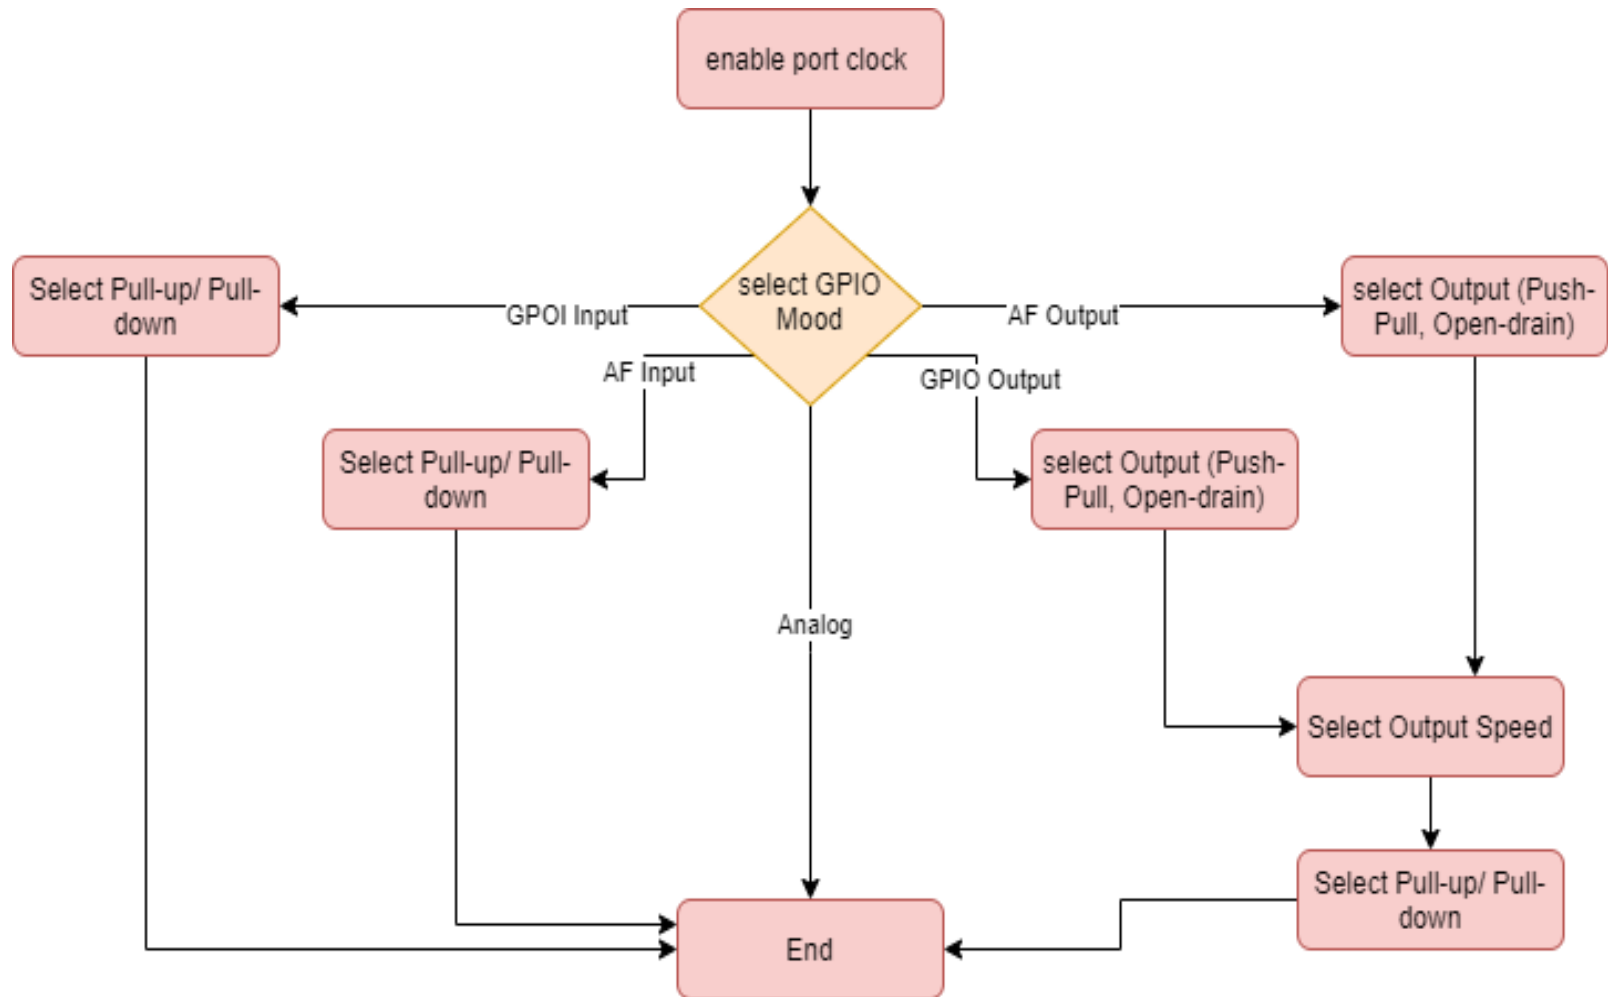 enable port clock
select GPIO
Mood
Select Pull-up/ Pull-
down
GPOI Input
AF Output
select Output (Push-
Pull, Open-drain)
AF Input
GPIO Output
Select Pull-up/ Pull-
down
select Output (Push-
Pull, Open-drain)
Analog
Select Output Speed
Select Pull-up/ Pull-
down
End